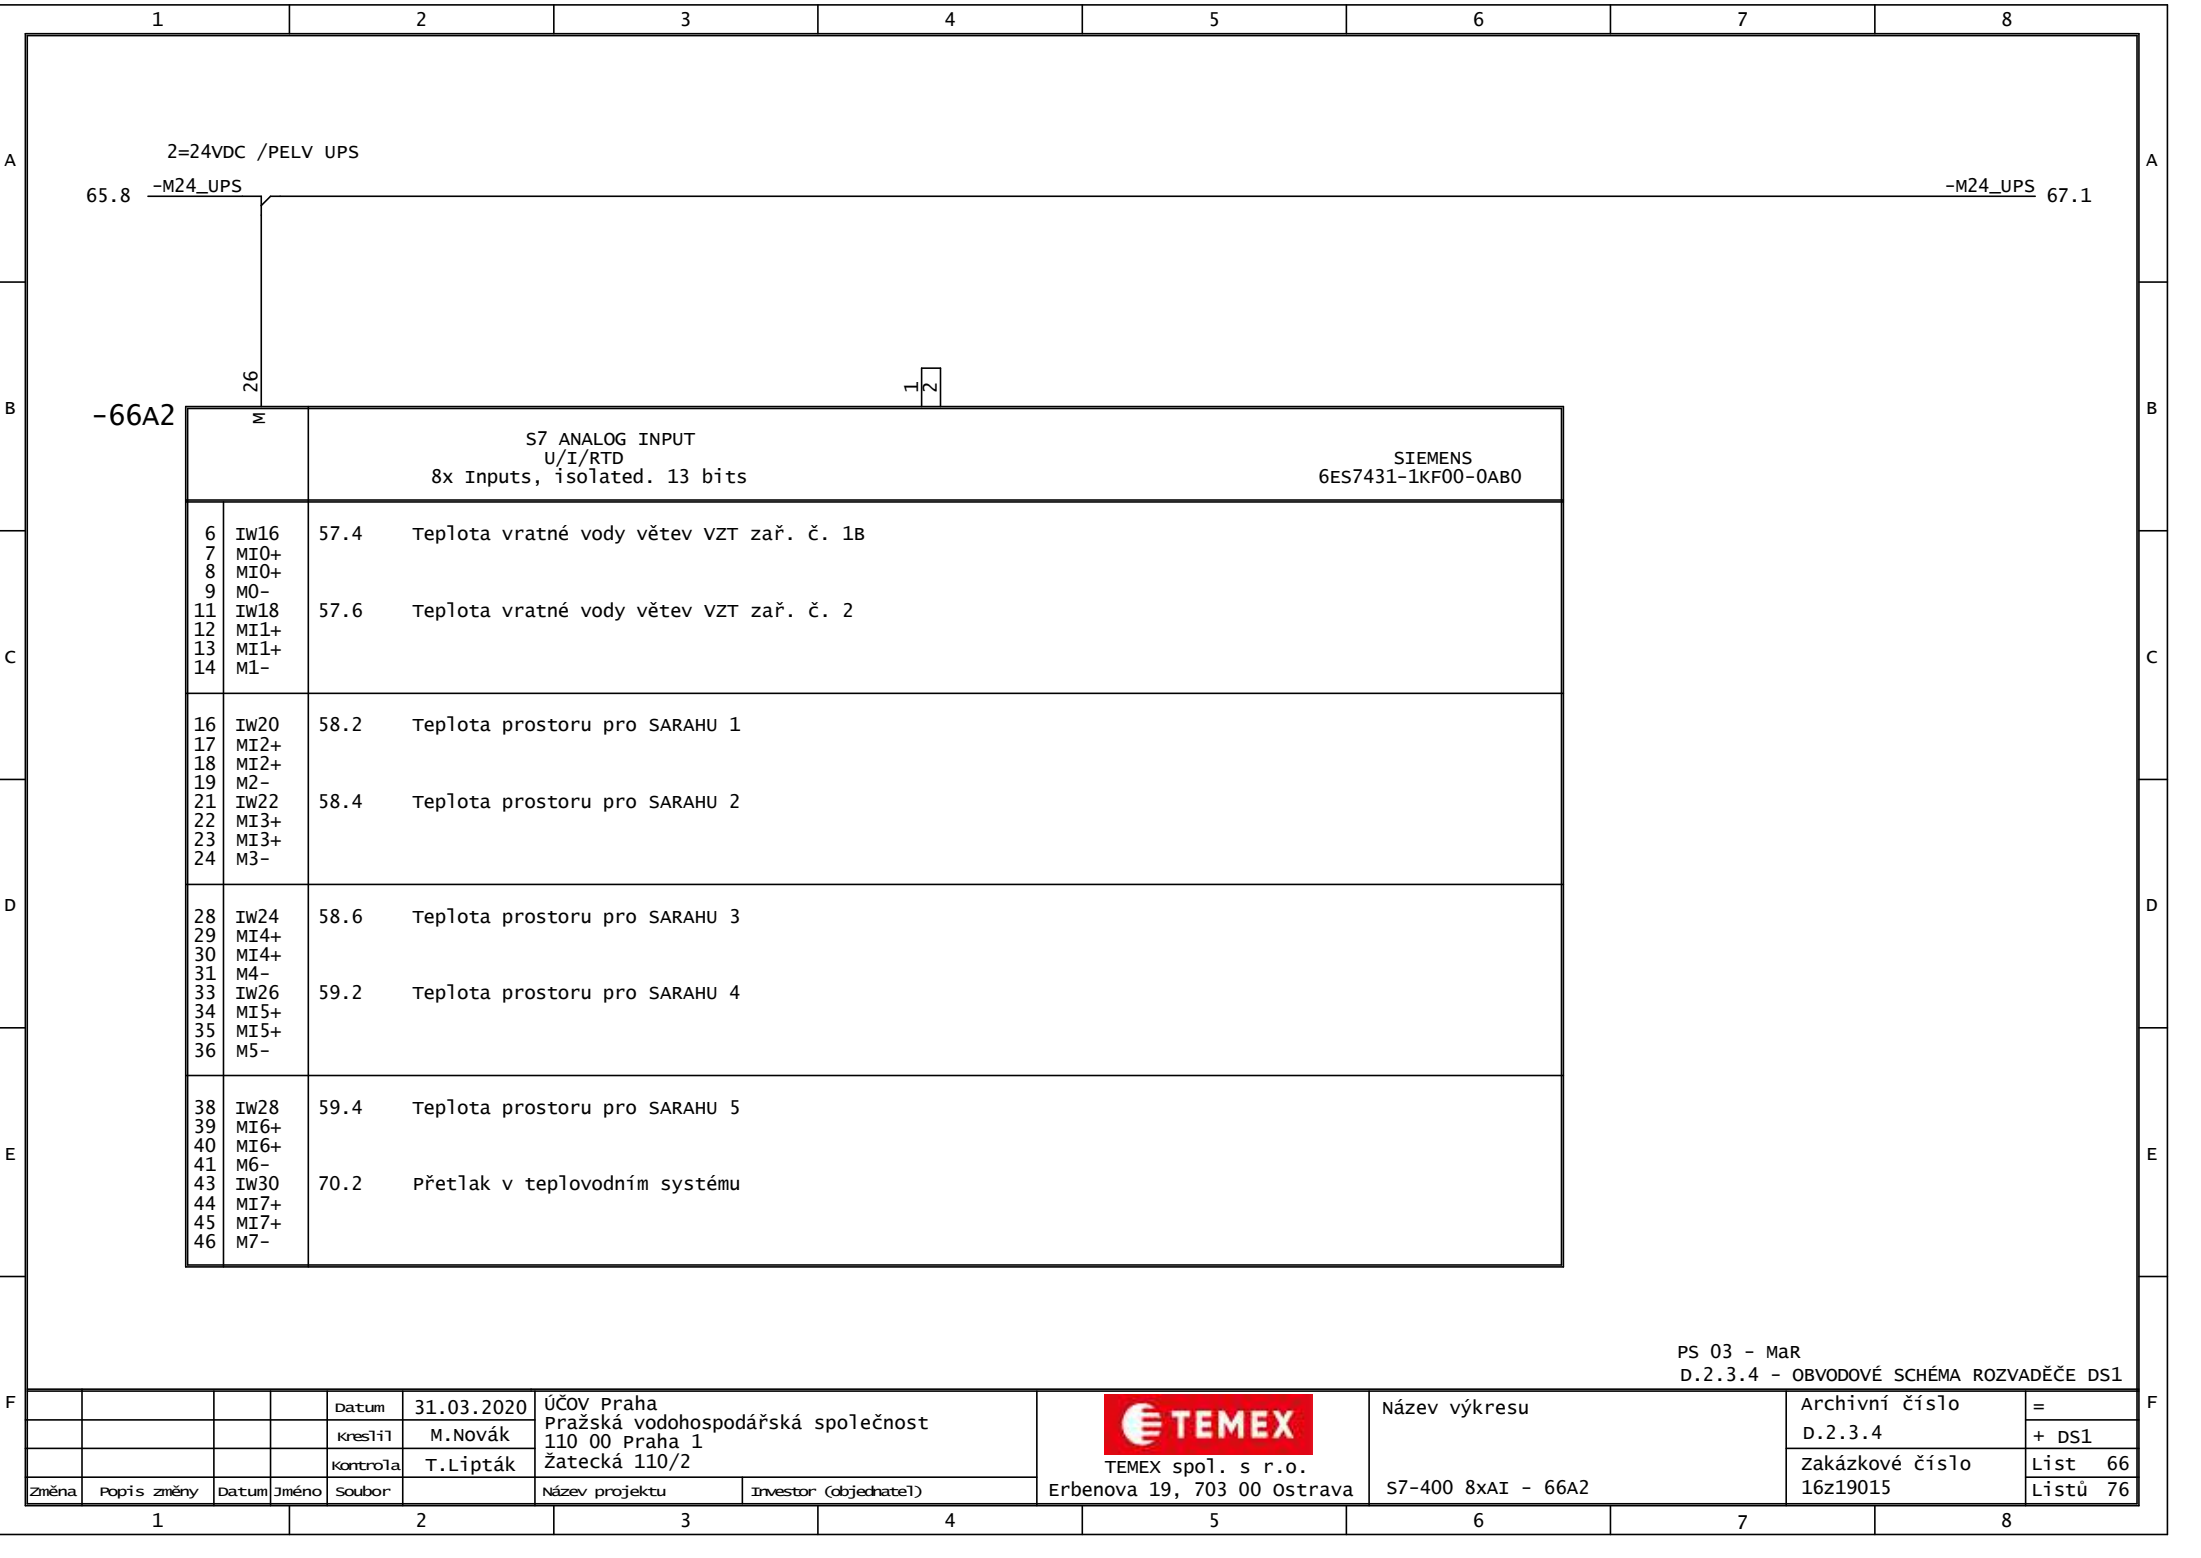 1 2 3 4 5 6 7 8
A A
2=24VDC /PELV UPS
65.8 -M24_UPS -M24_UPS 67.1
26 1 2
B B
-66A2 M
S7 ANALOG INPUT
U/I/RTD SIEMENS
8x Inputs, isolated. 13 bits 6ES7431-1KF00-0AB0
6 IW16 57.4 Teplota vratné vody větev VZT zař. č. 1B
7 MI0+
8 MI0+
9 M0-
11 IW18 57.6 Teplota vratné vody větev VZT zař. č. 2
12 MI1+
13 MI1+
C C
14 M1-
16 IW20 58.2 Teplota prostoru pro SARAHU 1
17 MI2+
18 MI2+
19 M2-
21 IW22 58.4 Teplota prostoru pro SARAHU 2
22 MI3+
23 MI3+
24 M3-
D D
28 IW24 58.6 Teplota prostoru pro SARAHU 3
29 MI4+
30 MI4+
31 M4-
33 IW26 59.2 Teplota prostoru pro SARAHU 4
34 MI5+
35 MI5+
36 M5-
38 IW28 59.4 Teplota prostoru pro SARAHU 5
39 MI6+
40 MI6+
E E
41 M6-
43 IW30 70.2 Přetlak v teplovodním systému
44 MI7+
45 MI7+
46 M7-
PS 03 - MaR
D.2.3.4 - OBVODOVÉ SCHÉMA ROZVADĚČE DS1
F F
Datum 31.03.2020
Kreslil M.Novák
Kontrola T.Lipták
Změna Popis změny Datum Jméno Soubor
ÚČOV Praha
Pražská vodohospodářská společnost
110 00 Praha 1
Žatecká 110/2
Název projektu Investor (objednatel)
TEMEX
TEMEX spol. s r.o.
Erbenova 19, 703 00 Ostrava
Název výkresu
S7-400 8xAI - 66A2
Archivní číslo
D.2.3.4
Zakázkové číslo
16z19015
=
+ DS1
List 66
Listů 76
1 2 3 4 5 6 7 8